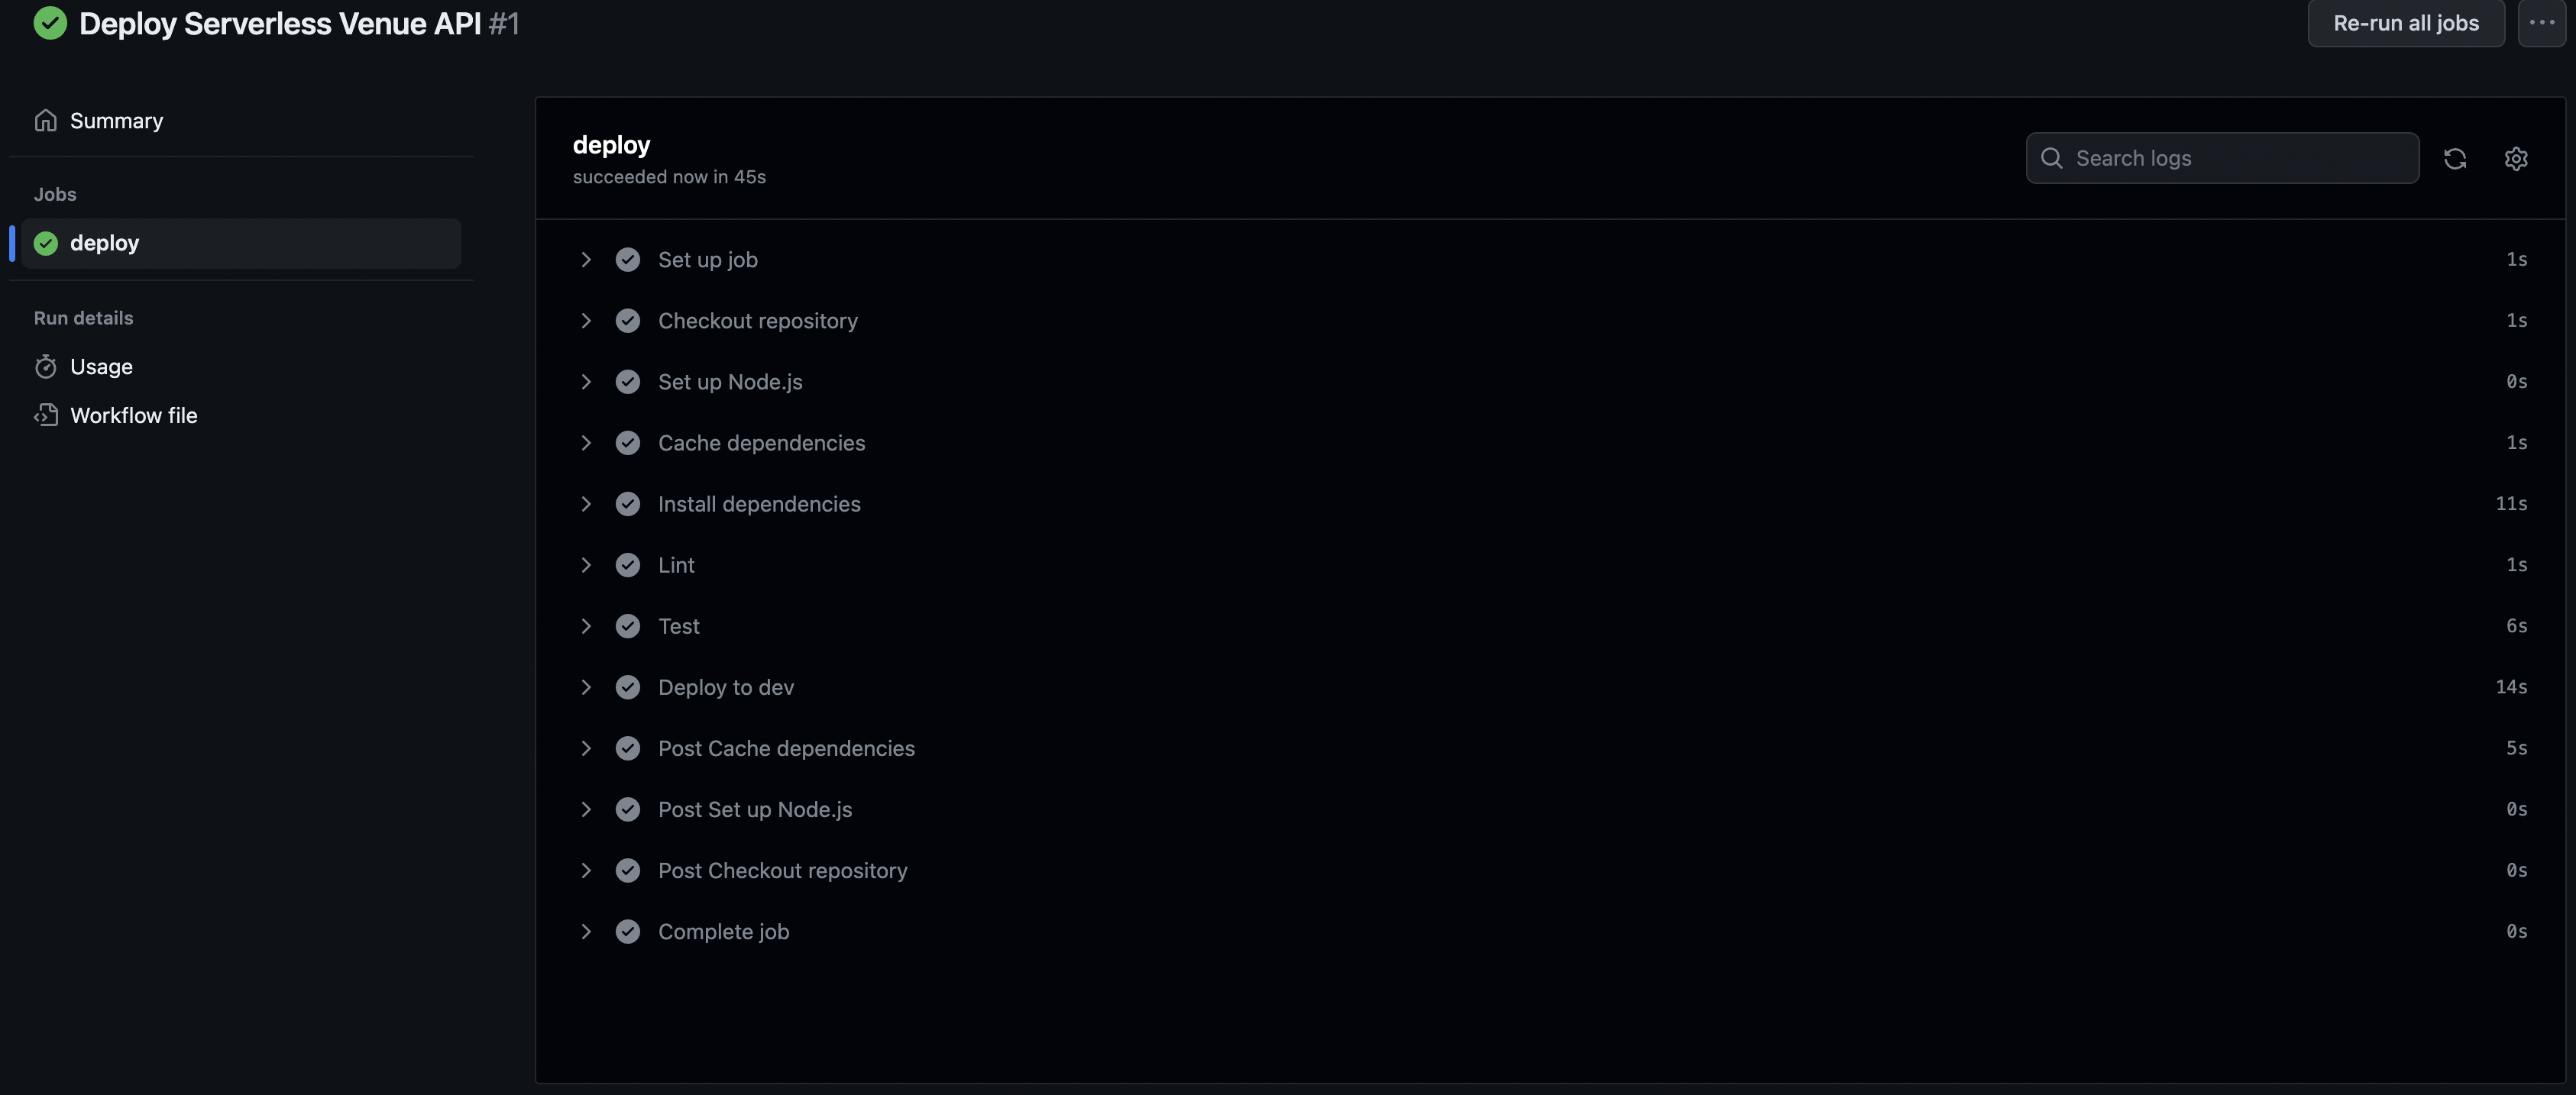 Deploy Serverless Venue API #1
Re-run all jobs
Summary
Jobs
deploy
Run details
Usage
Workflow file
deploy
succeeded now in 45s
Search logs
Set up job 1s
Checkout repository 1s
Set up Node.js 0s
Cache dependencies 1s
Install dependencies 11s
Lint 1s
Test 6s
Deploy to dev 14s
Post Cache dependencies 5s
Post Set up Node.js 0s
Post Checkout repository 0s
Complete job 0s